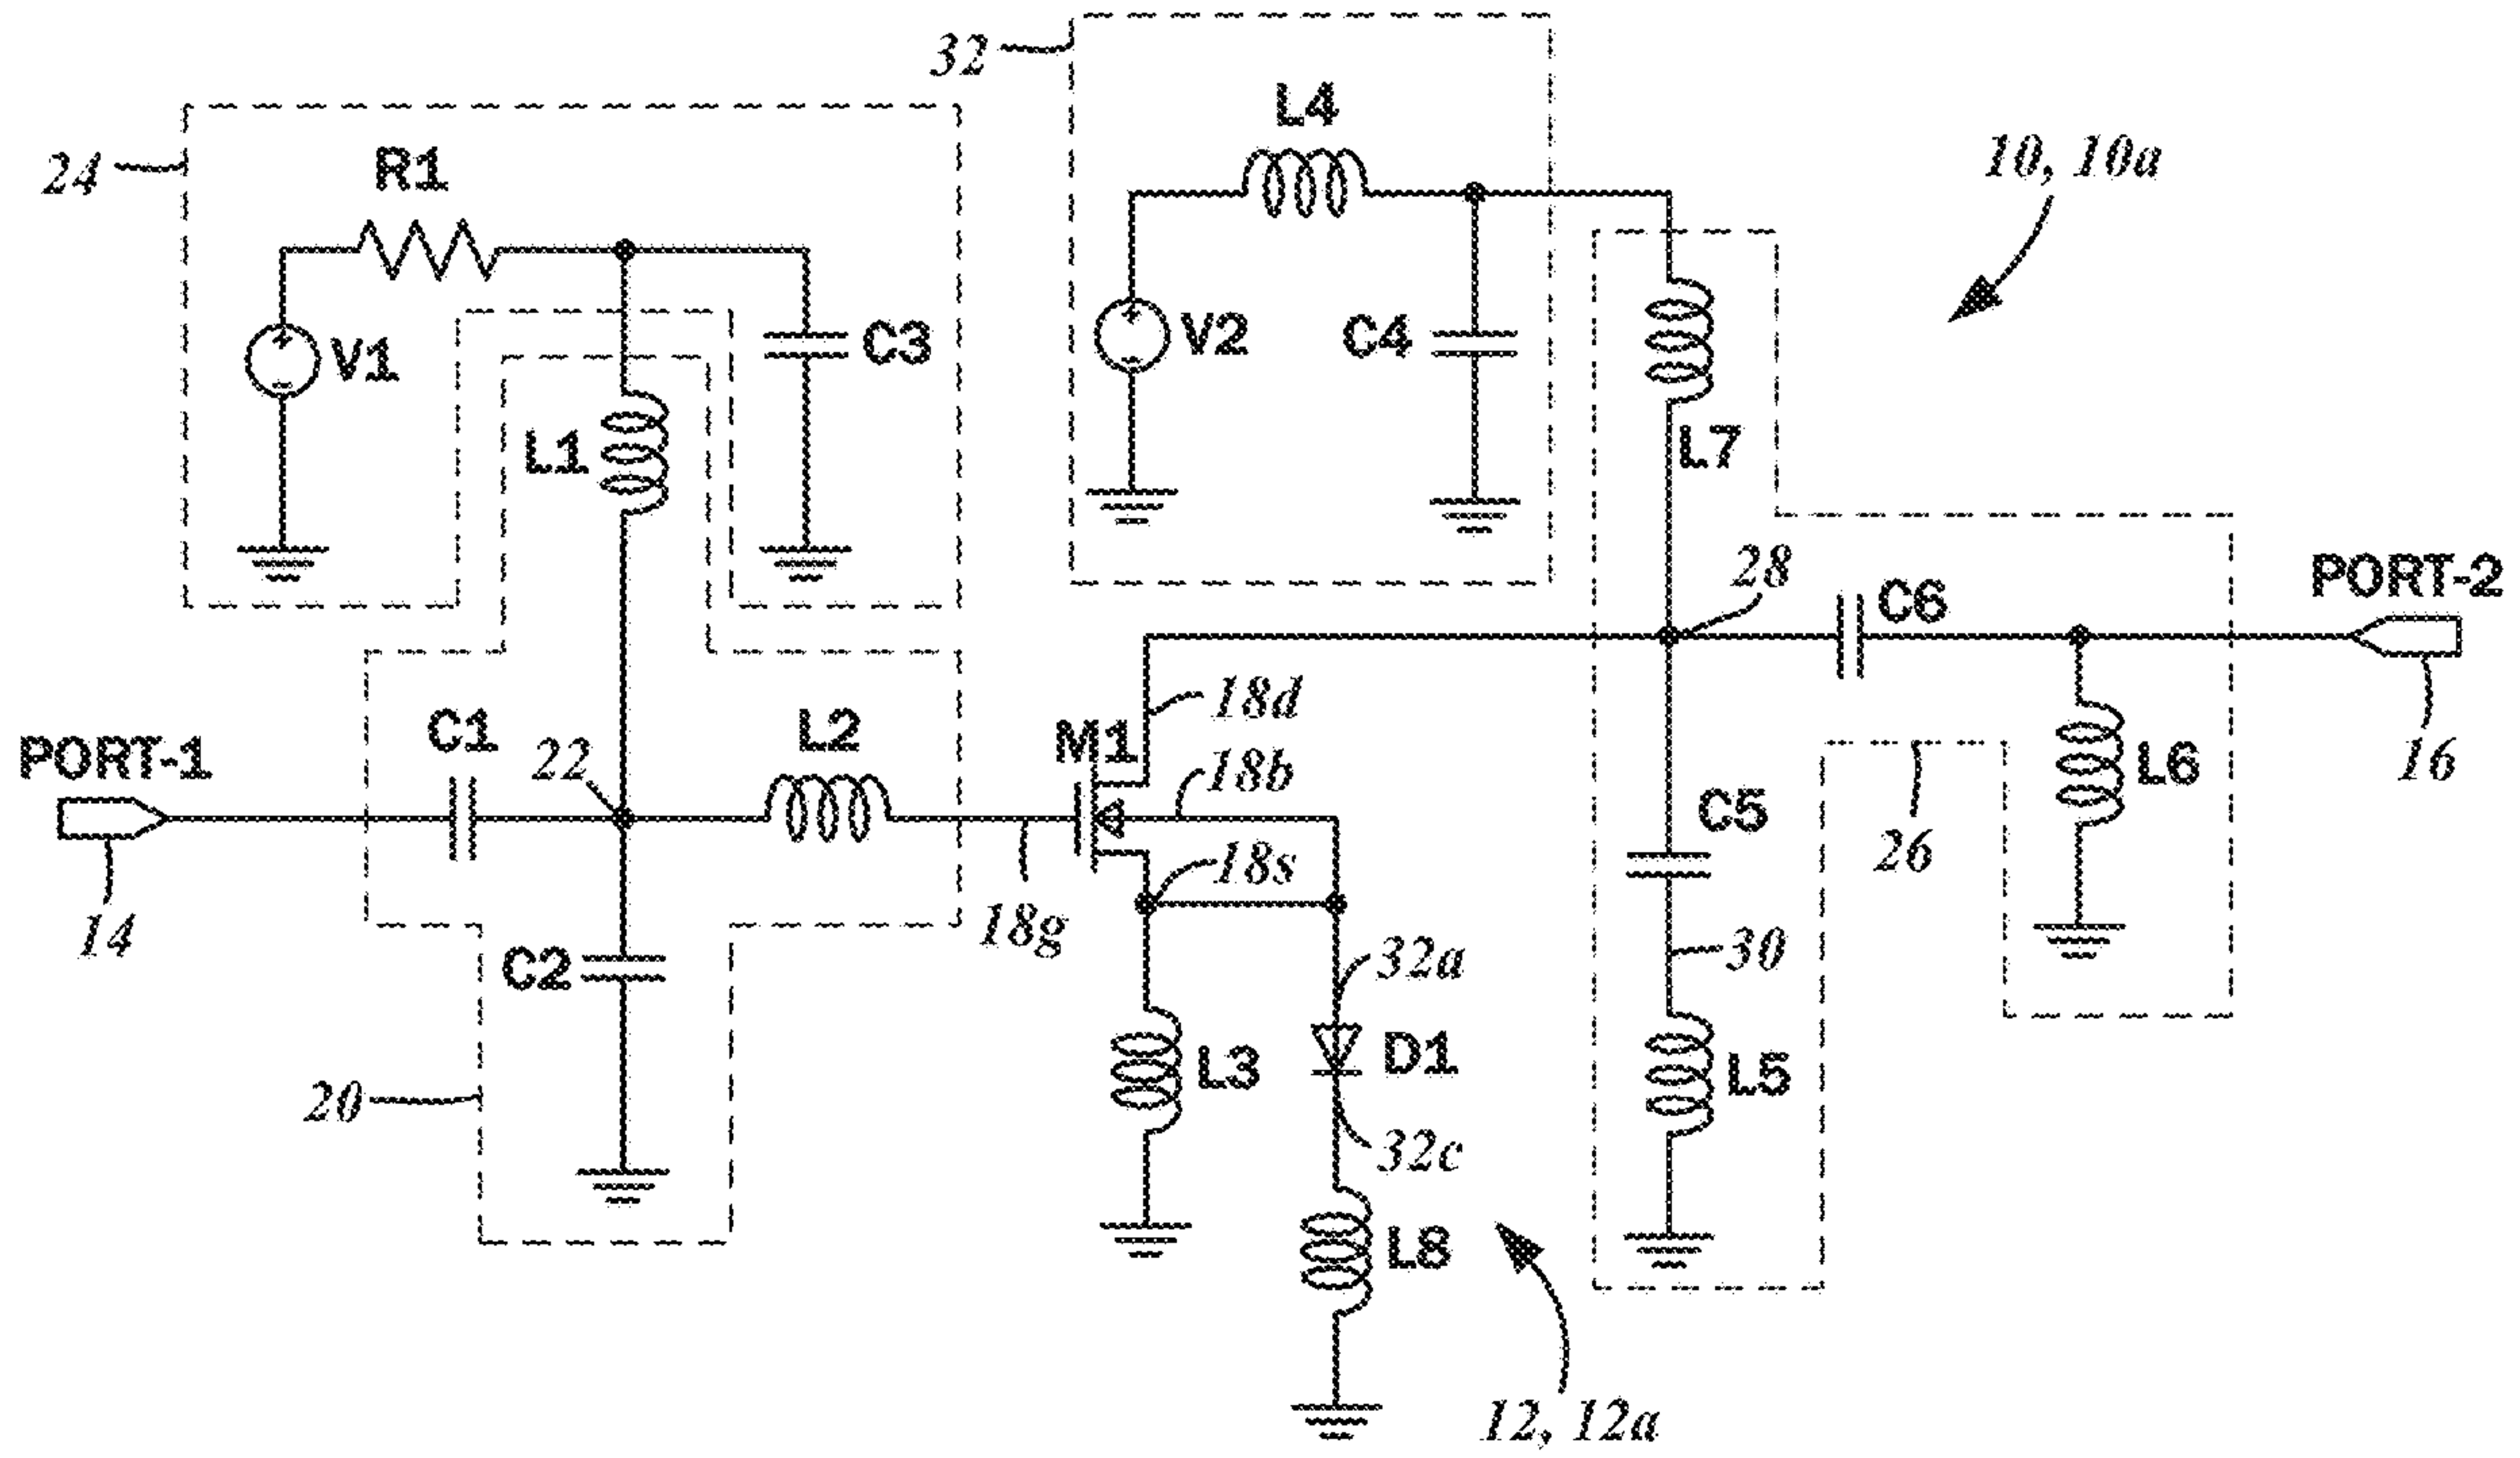 32
L4
24
R1
10, 10a
V1
C3
V2
C4
L1
L7
28
C6
PORT-2
18d
C1
L2
M1
PORT-1
22
18b
L6
16
C5
18s
26
14
18g
C2
32a
30
D1
L3
L5
20
32c
L8
12, 12a